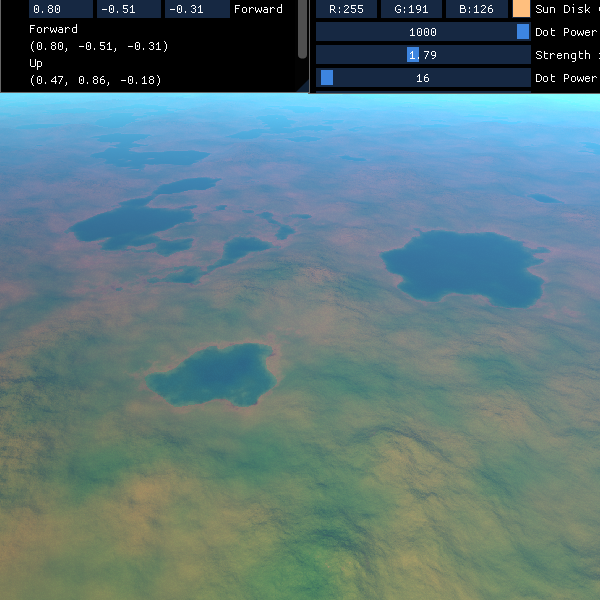 0.80 -0.51 -0.31 Forward
Forward
(0.80, -0.51, -0.31)
Up
(0.47, 0.86, -0.18)
R:255 G:191 B:126 Sun Disk
1000 Dot Power
1.79 Strength
16 Dot Power